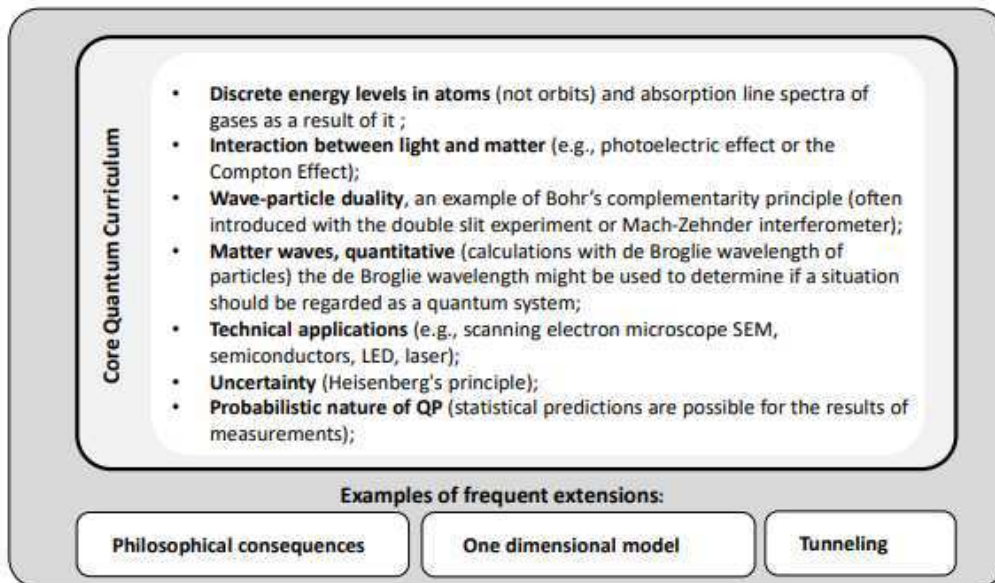 Core Quantum Curriculum
• Discrete energy levels in atoms (not orbits) and absorption line spectra of
gases as a result of it ;
• Interaction between light and matter (e.g., photoelectric effect or the
Compton Effect);
• Wave-particle duality, an example of Bohr's complementarity principle (often
introduced with the double slit experiment or Mach-Zehnder interferometer);
• Matter waves, quantitative (calculations with de Broglie wavelength of
particles) the de Broglie wavelength might be used to determine if a situation
should be regarded as a quantum system;
• Technical applications (e.g., scanning electron microscope SEM,
semiconductors, LED, laser);
• Uncertainty (Heisenberg's principle);
• Probabilistic nature of QP (statistical predictions are possible for the results of
measurements);
Examples of frequent extensions:
Philosophical consequences
One dimensional model
Tunneling